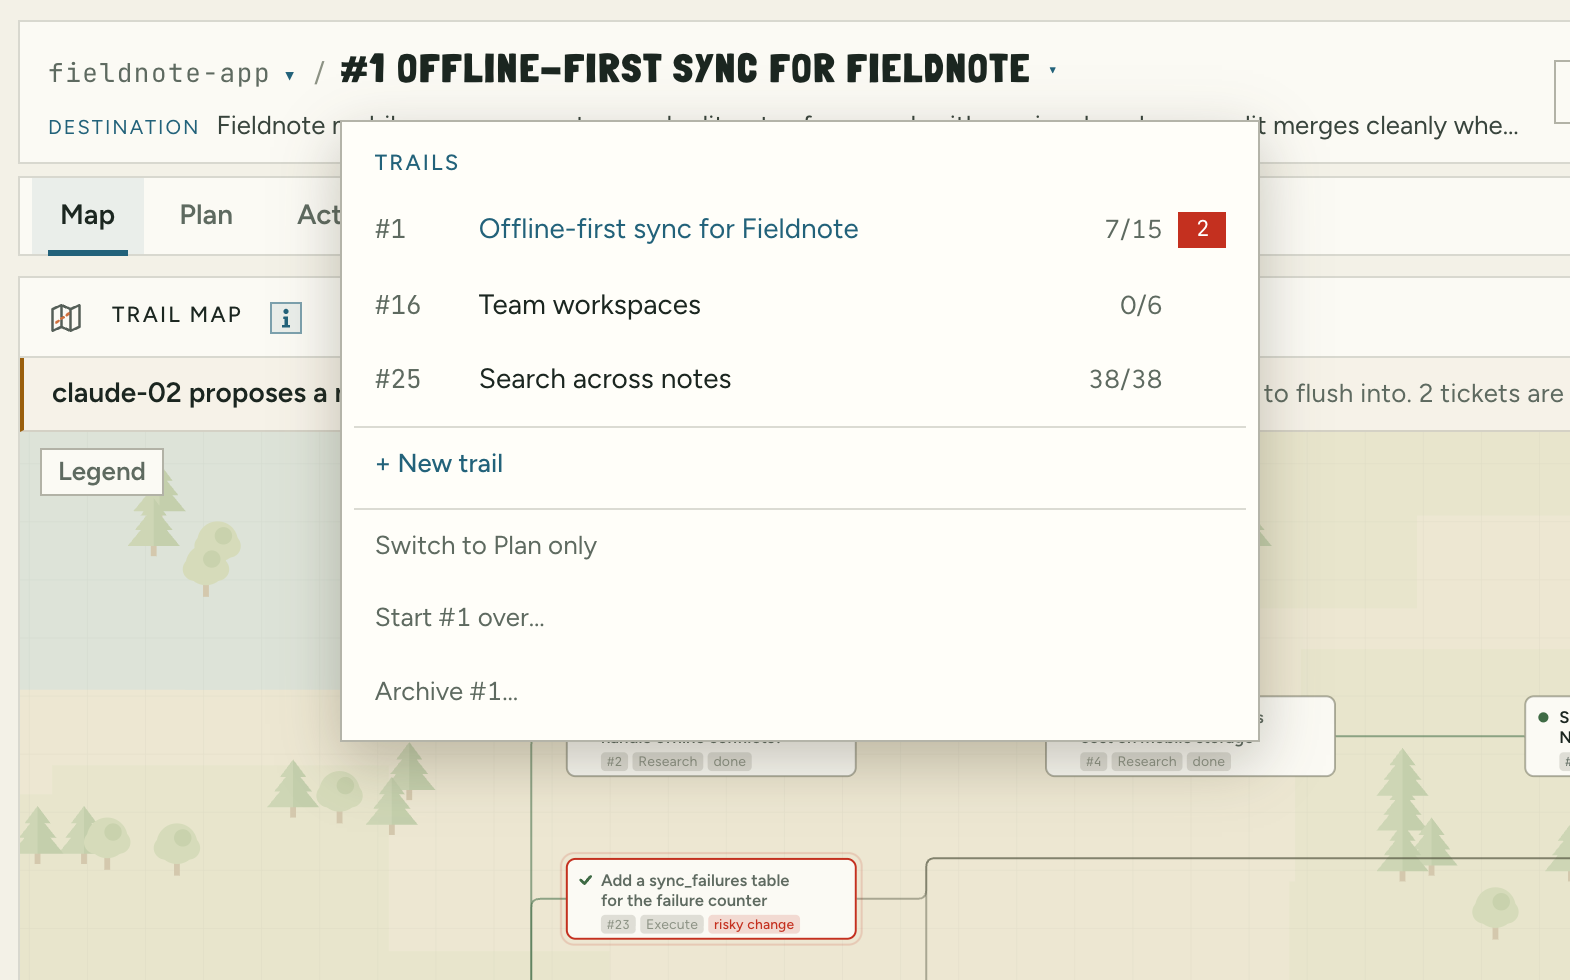 fieldnote-app ▾ / #1 OFFLINE-FIRST SYNC FOR FIELDNOTE ▾
DESTINATION Fieldnote it merges cleanly whe...
Map Plan Act
TRAIL MAP i
claude-02 proposes a to flush into. 2 tickets are
Legend
TRAILS
#1 Offline-first sync for Fieldnote 7/15 2
#16 Team workspaces 0/6
#25 Search across notes 38/38
+ New trail
Switch to Plan only
Start #1 over...
Archive #1...
#2 Research done
#4 Research done
Add a sync_failures table
for the failure counter
#23 Execute risky change